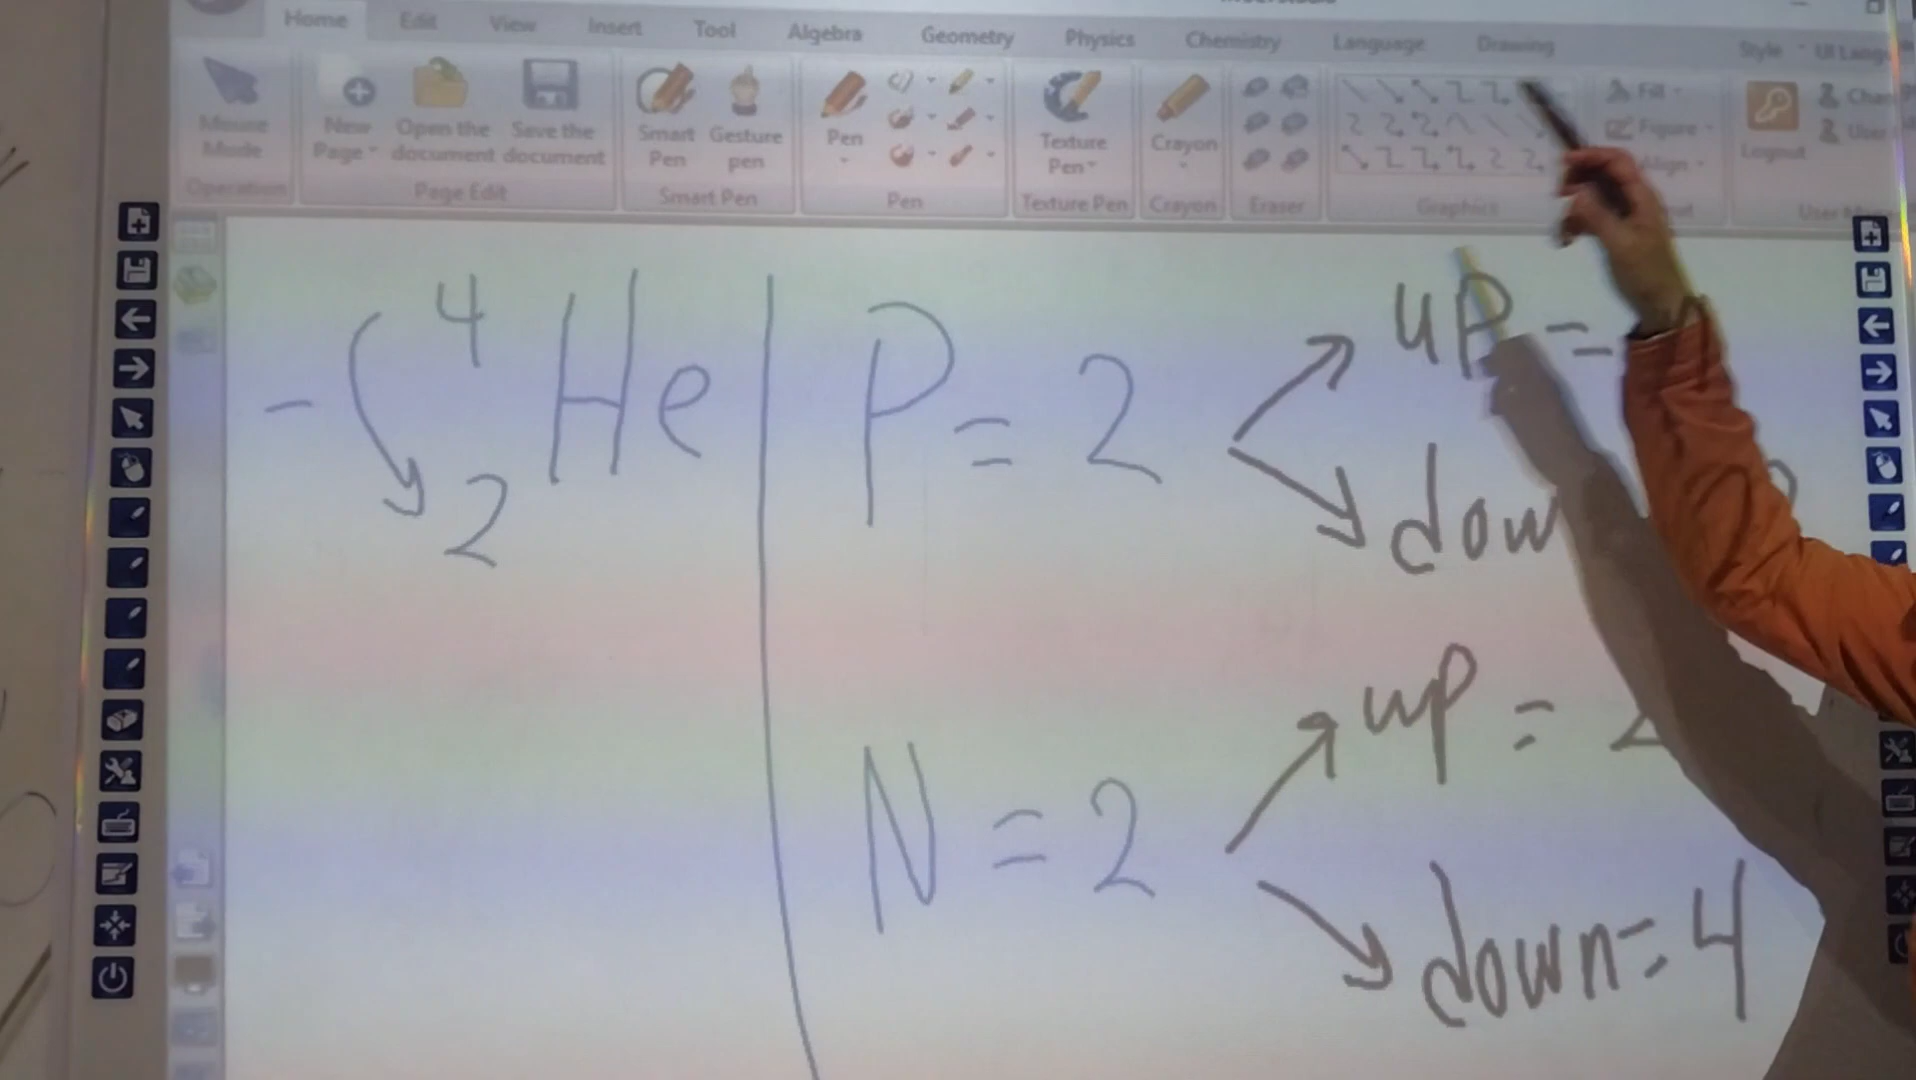 Home Edit View Insert Tool Algebra Geometry Physics Chemistry Language Drawing Style UI
Mouse Mode New Page Open the document Save the document Smart Pen Gesture pen Pen Texture Pen Crayon Fill Figure Logout
Operation Page Edit Smart Pen Pen Texture Pen Crayon Eraser Graphics
- 4 2 He P = 2 up =
dow
N = 2 up =
down = 4